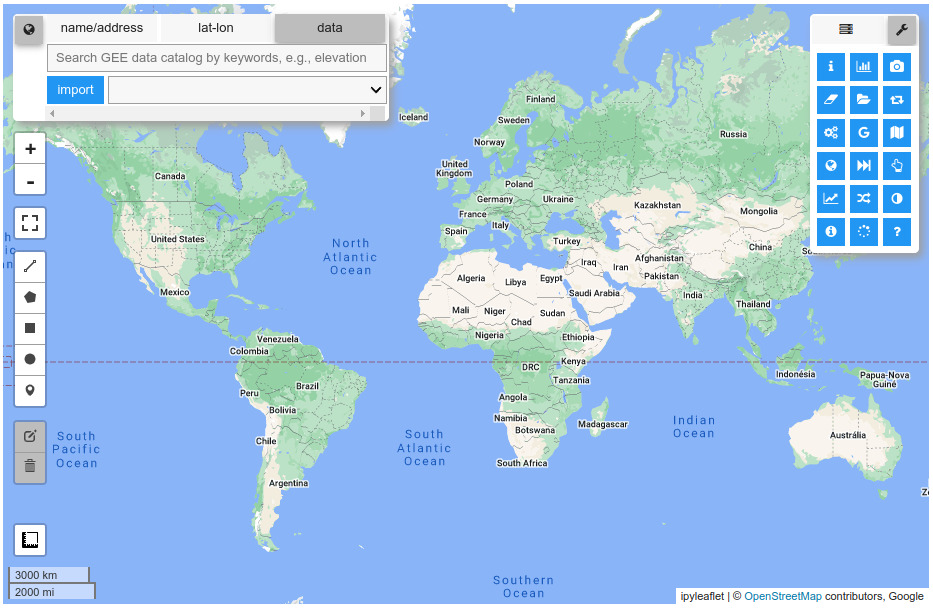 name/address
lat-lon
data
Search GEE data catalog by keywords, e.g., elevation
import
+
-
G
?
Iceland
Finland
Sweden
Norway
Russia
United
Kingdom
Canada
Poland
Germany
Ukraine
France
Kazakhstan
Italy
Mongolia
Spain
United States
Turkey
China
North
Atlantic
Ocean
Iraq
Iran
Afghanistan
Pakistan
Algeria
Libya
Egypt
Mexico
Saudi Arabia
India
Mali
Niger
Chad
Sudan
Thailand
Nigeria
Ethiopia
Venezuela
Colombia
Kenya
DRC
Indonésia
Papua-Nova
Guiné
Tanzania
Brazil
Peru
Angola
Bolivia
Namibia
Botswana
Madagascar
Indian
Ocean
South
Pacific
Ocean
Chile
South
Atlantic
Ocean
Austrália
South Africa
Argentina
3000 km
2000 mi
Southern
Ocean
ipyleaflet | © OpenStreetMap contributors, Google